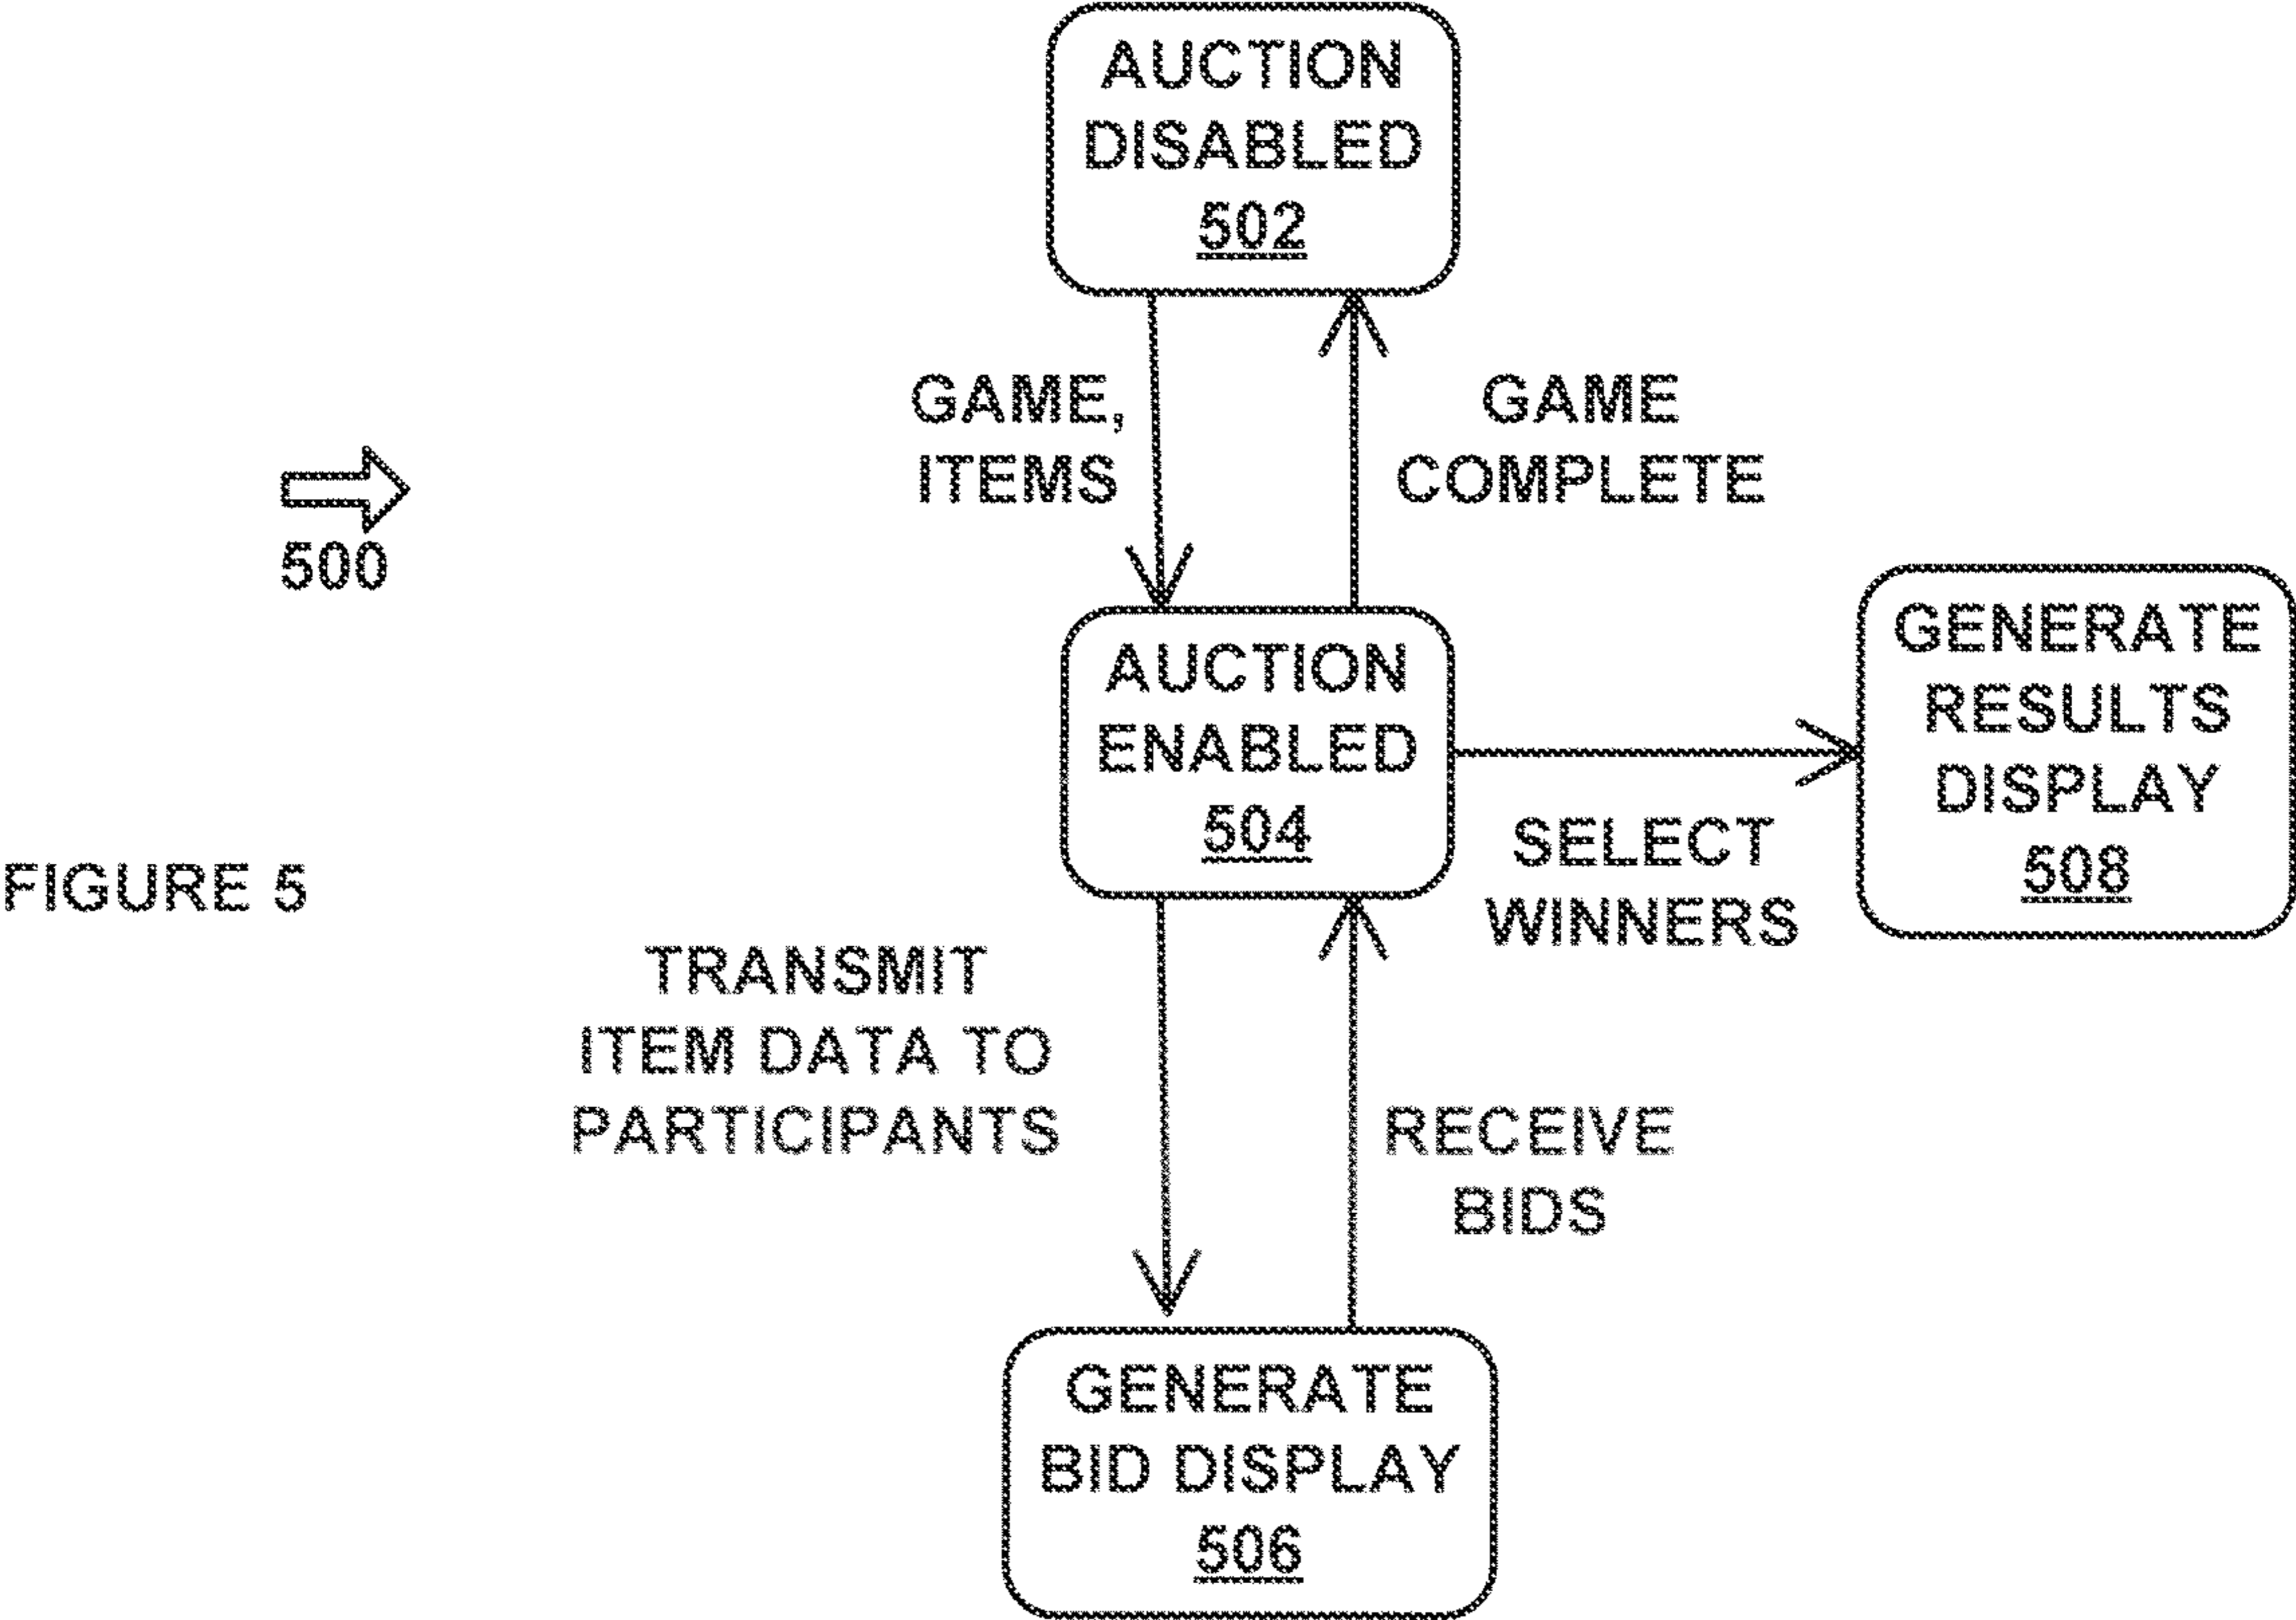 AUCTION
DISABLED
502
GAME,
ITEMS
GAME
COMPLETE
500
AUCTION
ENABLED
504
GENERATE
RESULTS
DISPLAY
508
SELECT
WINNERS
FIGURE 5
TRANSMIT
ITEM DATA TO
PARTICIPANTS
RECEIVE
BIDS
GENERATE
BID DISPLAY
506